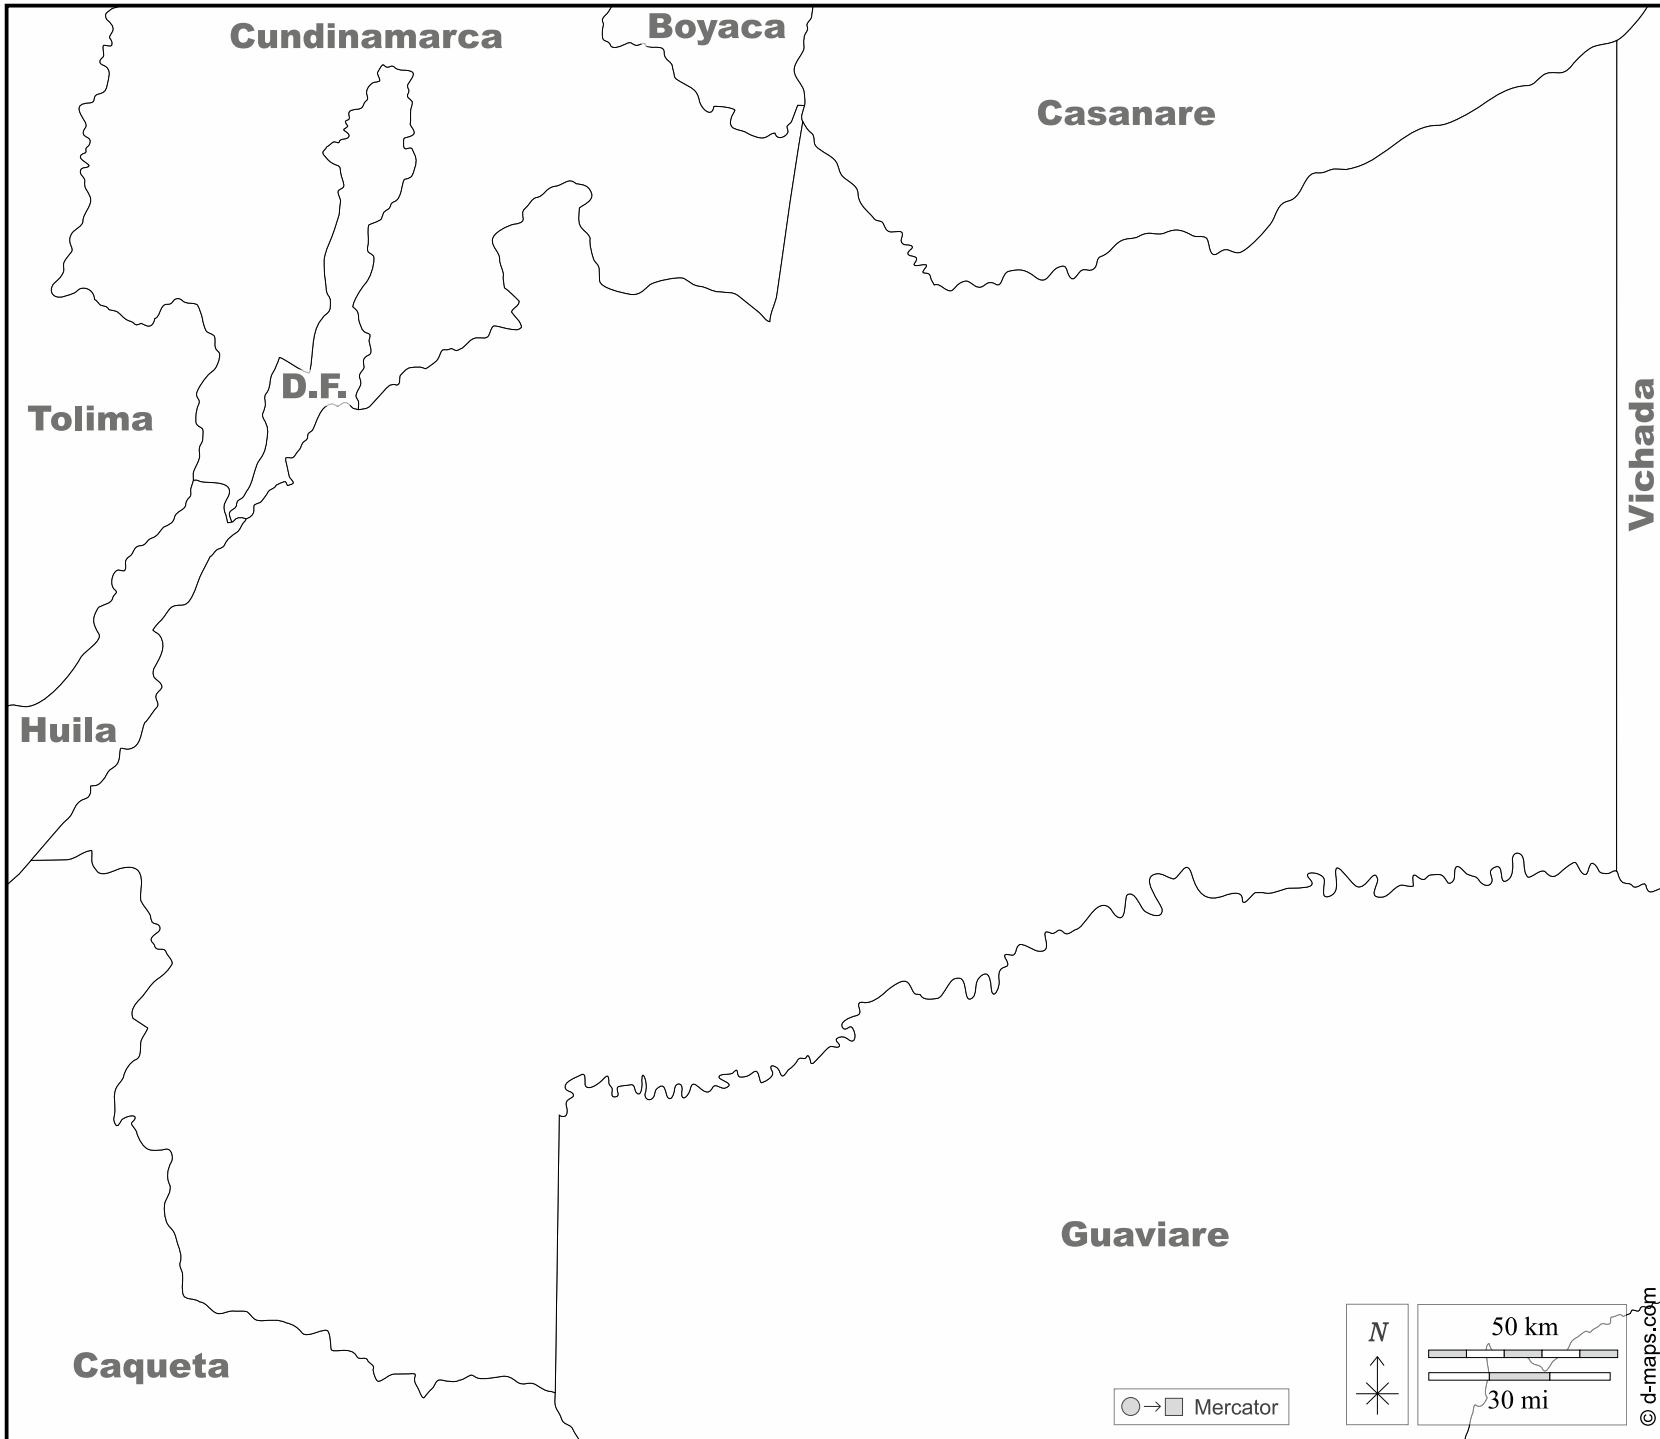 Cundinamarca
Boyaca
Casanare
D.F.
Tolima
Vichada
Huila
Guaviare
Caqueta
N
50 km
30 mi
Mercator
© d-maps.com